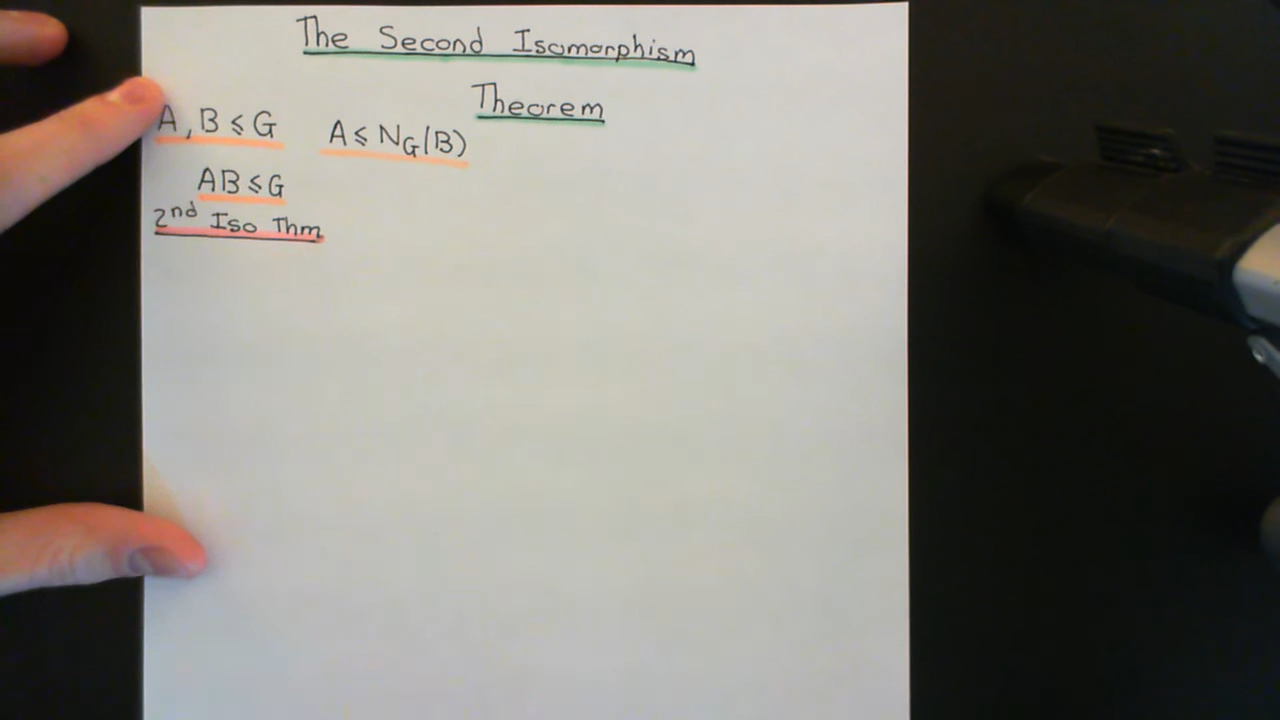 The Second Isomorphism
Theorem
A, B ≤ G A ≤ N_G(B)
AB ≤ G
2nd Iso Thm